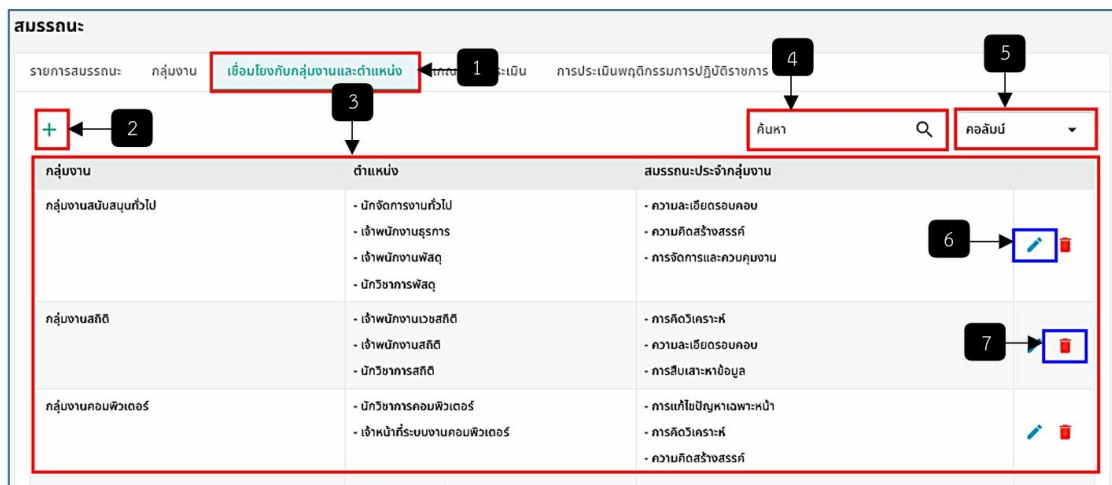 สมรรถนะ
4
5
รายการสมรรถนะ กลุ่มงาน เชื่อมโยงกับกลุ่มงานและตำแหน่ง 1 การประเมินพฤติกรรมการปฏิบัติราชการ
3
2 ค้นหา คอลัมน์
กลุ่มงาน ตำแหน่ง สมรรถนะประจำกลุ่มงาน
กลุ่มงานสนับสนุนทั่วไป - นักจัดการงานทั่วไป - ความละเอียดรอบคอบ
- เจ้าพนักงานธุรการ - ความคิดสร้างสรรค์
6
- เจ้าพนักงานพัสดุ - การจัดการและควบคุมงาน
- นักวิชาการพัสดุ
กลุ่มงานสถิติ - เจ้าพนักงานเวชสถิติ - การคิดวิเคราะห์
- เจ้าพนักงานสถิติ - ความละเอียดรอบคอบ
7
- นักวิชาการสถิติ - การสืบเสาะหาข้อมูล
กลุ่มงานคอมพิวเตอร์ - นักวิชาการคอมพิวเตอร์ - การแก้ไขปัญหาเฉพาะหน้า
- เจ้าหน้าที่ระบบงานคอมพิวเตอร์ - การคิดวิเคราะห์
- ความคิดสร้างสรรค์